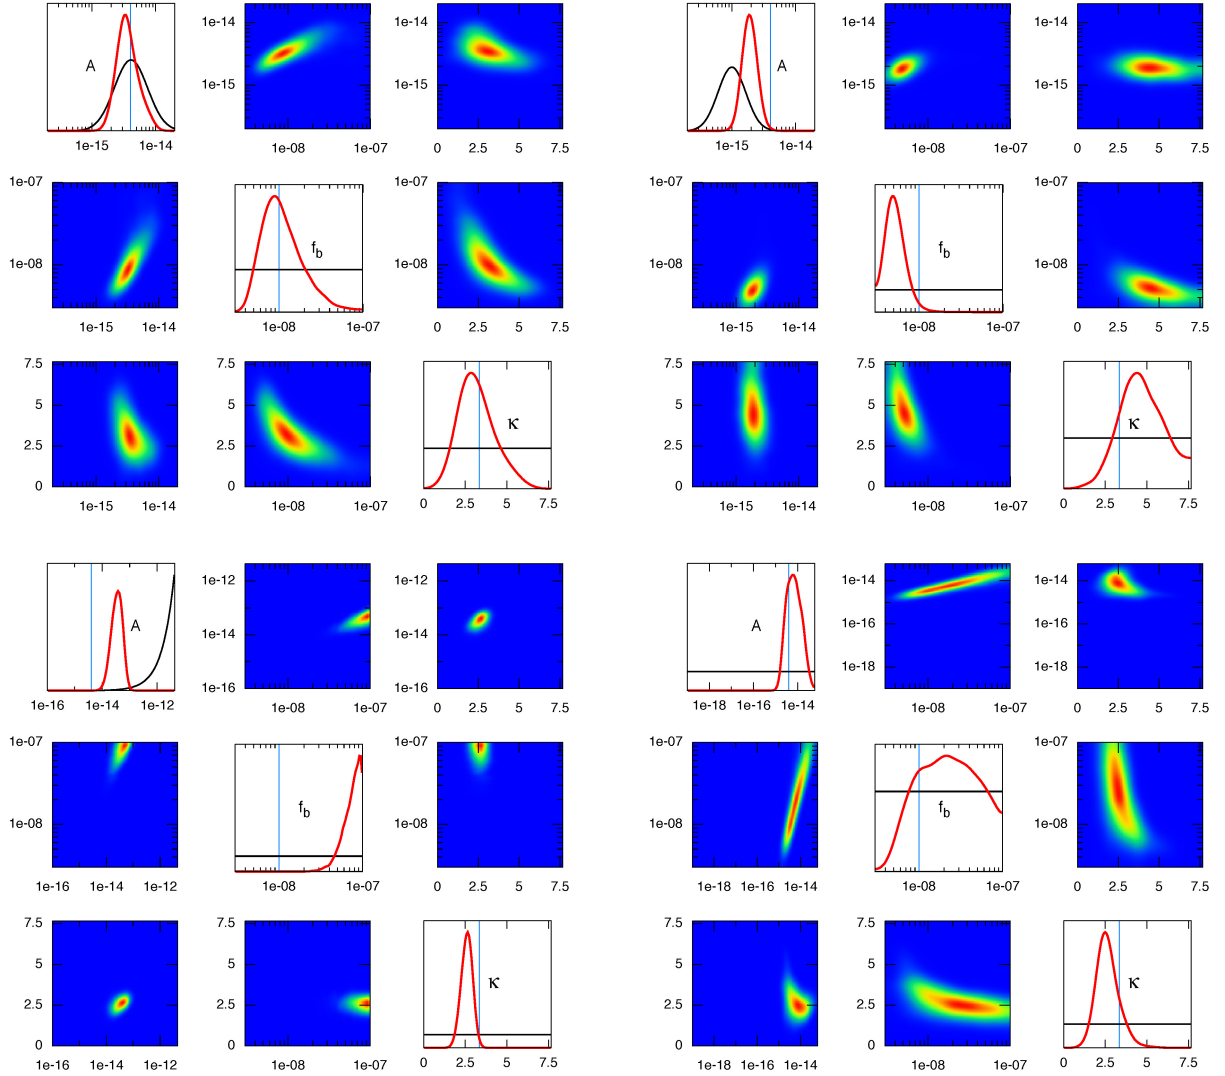 1e-14 1e-14
A 1e-15 1e-15 A
1e-15 1e-14 1e-08 1e-07 0 2.5 5 7.5 1e-15 1e-14 1e-08 1e-07 0 2.5 5 7.5
1e-07 1e-07 1e-07 1e-07
f_b f_b
1e-08 1e-08 1e-08 1e-08
1e-15 1e-14 1e-08 1e-07 0 2.5 5 7.5 1e-15 1e-14 1e-08 1e-07 0 2.5 5 7.5
7.5 7.5 7.5 7.5
5 5 κ 5 5 κ
2.5 2.5 2.5 2.5
0 0 0 0
1e-15 1e-14 1e-08 1e-07 0 2.5 5 7.5 1e-15 1e-14 1e-08 1e-07 0 2.5 5 7.5
1e-12 1e-12 1e-14 1e-14
A 1e-14 1e-14 A 1e-16 1e-16
1e-16 1e-16 1e-18 1e-18
1e-16 1e-14 1e-12 1e-08 1e-07 0 2.5 5 7.5 1e-18 1e-16 1e-14 1e-08 1e-07 0 2.5 5 7.5
1e-07 1e-07 1e-07 1e-07
f_b f_b
1e-08 1e-08 1e-08 1e-08
1e-16 1e-14 1e-12 1e-08 1e-07 0 2.5 5 7.5 1e-18 1e-16 1e-14 1e-08 1e-07 0 2.5 5 7.5
7.5 7.5 7.5 7.5
5 5 κ 5 5 κ
2.5 2.5 2.5 2.5
0 0 0 0
1e-16 1e-14 1e-12 1e-08 1e-07 0 2.5 5 7.5 1e-18 1e-16 1e-14 1e-08 1e-07 0 2.5 5 7.5